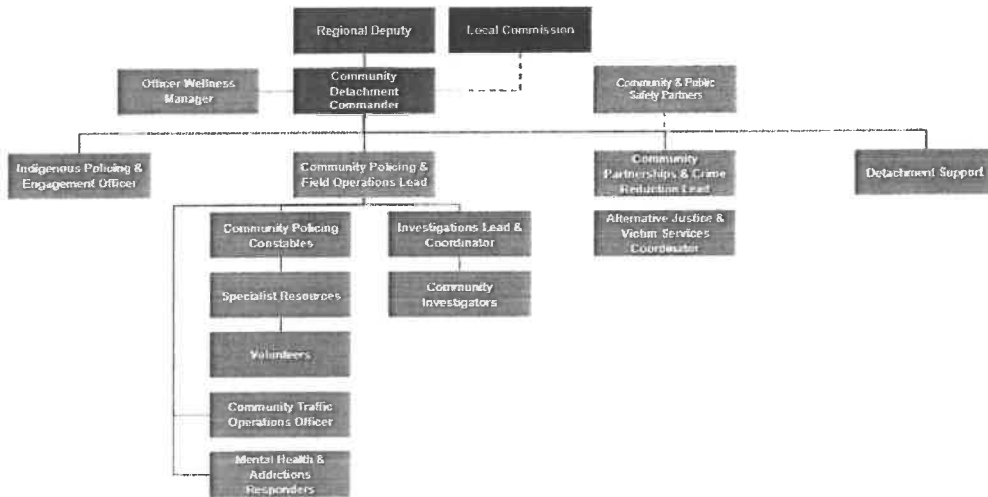 Regional Deputy
Local Commission
Officer Wellness
Manager
Community
Detachment
Commander
Community & Public
Safety Partners
Indigenous Policing &
Engagement Officer
Community Policing &
Field Operations Lead
Community
Partnerships & Crime
Reduction Lead
Detachment Support
Community Policing
Constables
Investigations Lead &
Coordinator
Alternative Justice &
Victim Services
Coordinator
Specialist Resources
Community
Investigators
Volunteers
Community Traffic
Operations Officer
Mental Health &
Addictions
Responders